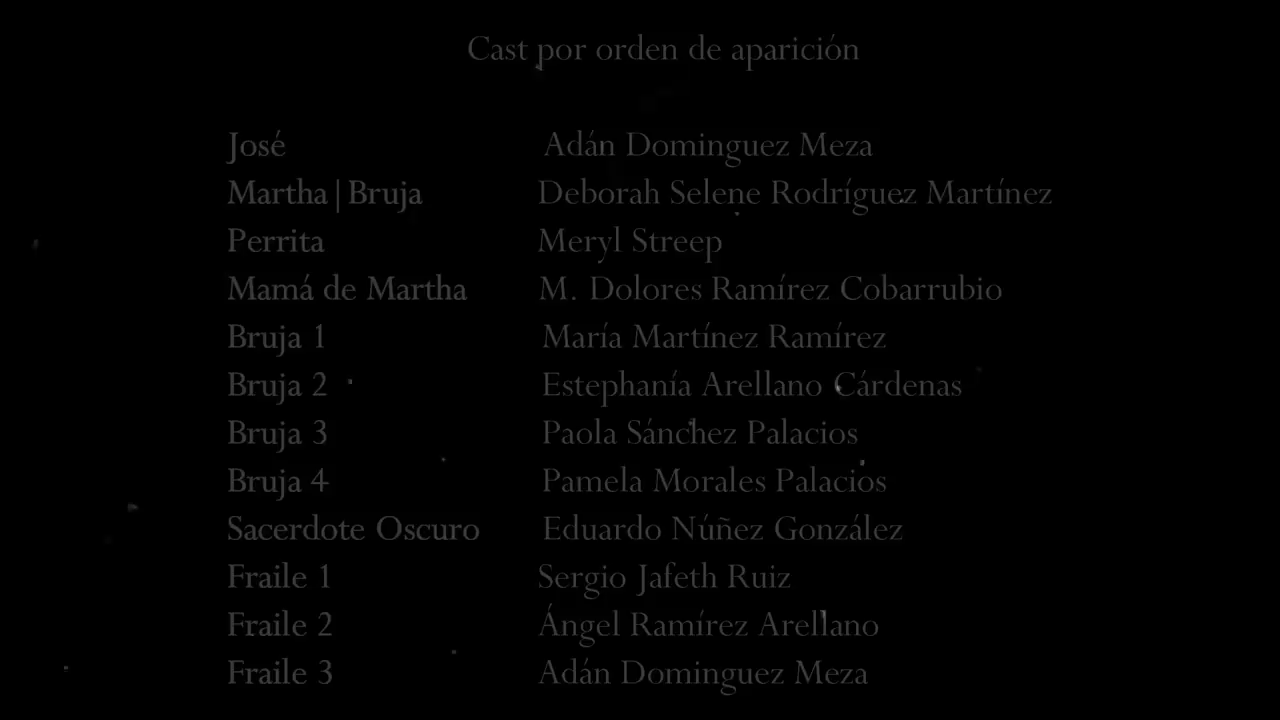 Cast por orden de aparición
José Adán Dominguez Meza
Martha|Bruja Deborah Selene Rodríguez Martínez
Perrita Meryl Streep
Mamá de Martha M. Dolores Ramírez Cobarrubio
Bruja 1 María Martínez Ramírez
Bruja 2 Estephanía Arellano Cárdenas
Bruja 3 Paola Sánchez Palacios
Bruja 4 Pamela Morales Palacios
Sacerdote Oscuro Eduardo Núñez González
Fraile 1 Sergio Jafeth Ruiz
Fraile 2 Ángel Ramírez Arellano
Fraile 3 Adán Dominguez Meza